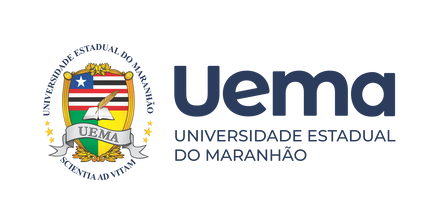 UNIVERSIDADE ESTADUAL DO MARANHÃO
UEMA
SCIENTIA AD VITAM
Uema
UNIVERSIDADE ESTADUAL
DO MARANHÃO